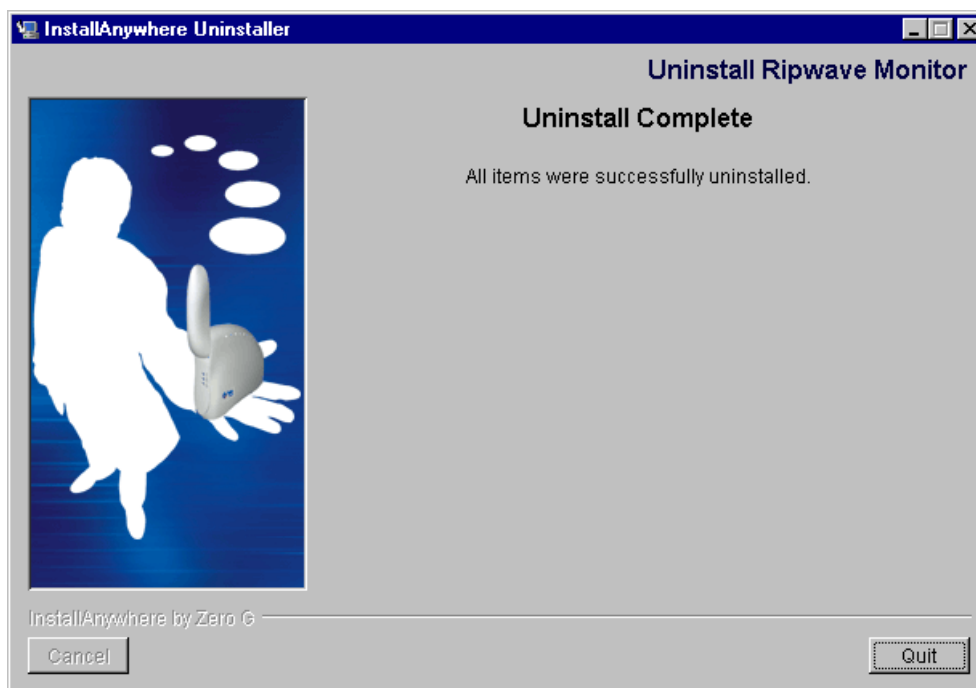 InstallAnywhere Uninstaller
Uninstall Ripwave Monitor
Uninstall Complete
All items were successfully uninstalled.
InstallAnywhere by Zero G
Cancel
Quit